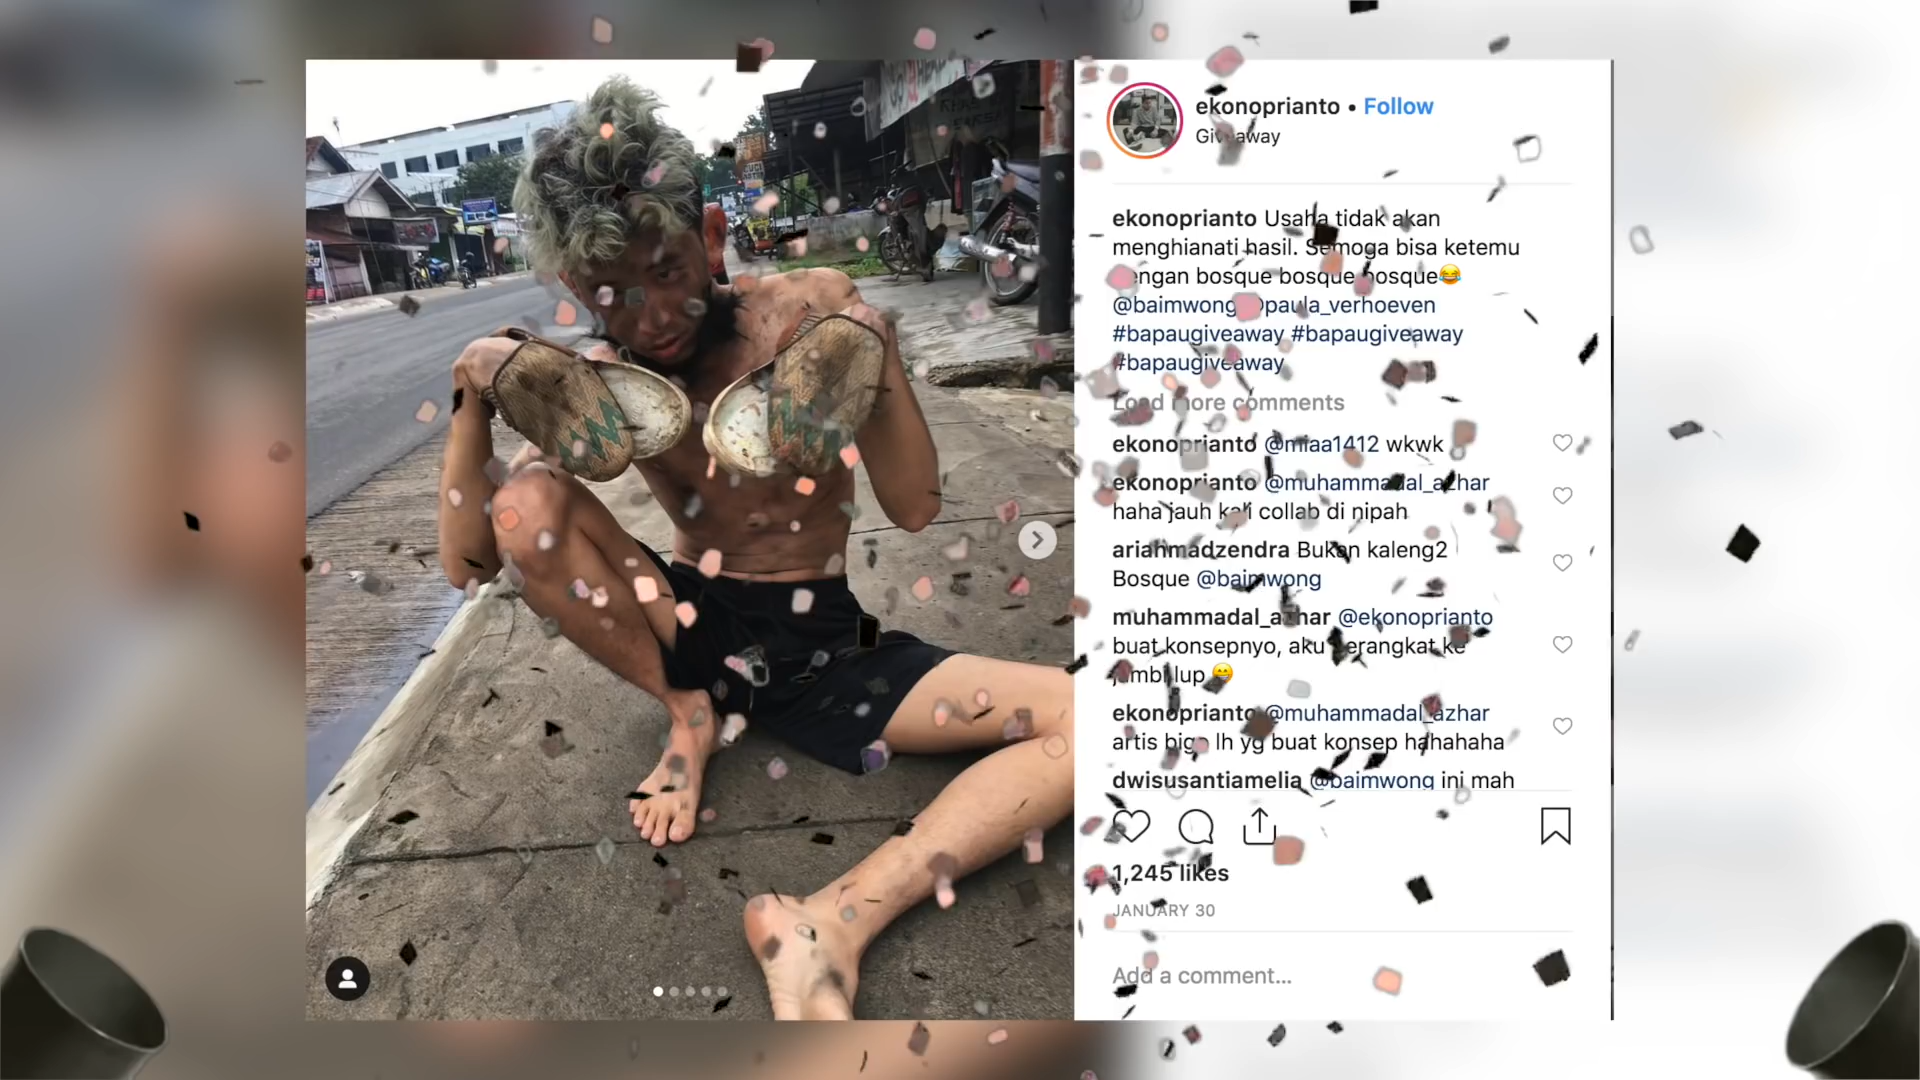 ekonoprianto • Follow
Giveaway
ekonoprianto Usaha tidak akan
menghianati hasil. Semoga bisa ketemu
dengan bosque bosque bosque😂
@baimwong @paula_verhoeven
#bapaugiveaway #bapaugiveaway
#bapaugiveaway
Load more comments
ekonoprianto @miaa1412 wkwk
ekonoprianto @muhammadal_azhar
haha jauh kali collab di nipah
ariahmadzendra Bukan kaleng2
Bosque @baimwong
muhammadal_azhar @ekonoprianto
buat konsepnyo, aku berangkat ke
jambi lup 😁
ekonoprianto @muhammadal_azhar
artis bigo lh yg buat konsep hahahaha
dwisusantiamelia @baimwong ini mah
1,245 likes
JANUARY 30
Add a comment...